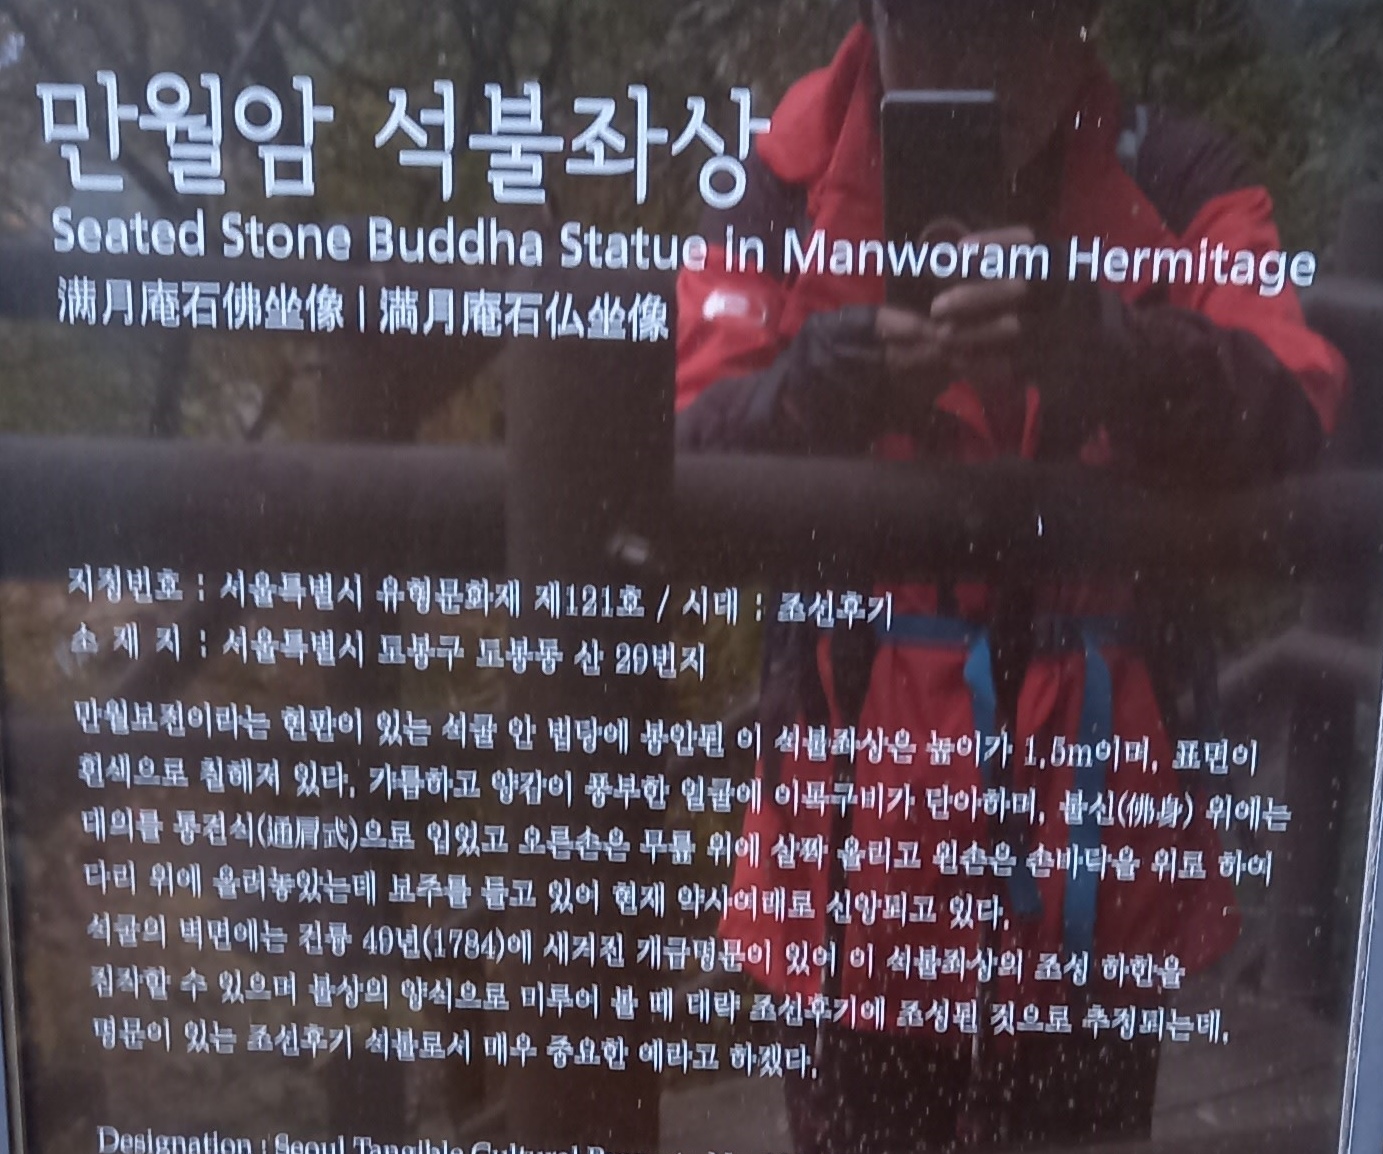 만월암 석불좌상
Seated Stone Buddha Statue in Manworam Hermitage
满月庵石佛坐像 | 満月庵石仏坐像
지정번호 : 서울특별시 유형문화재 제121호 / 시대 : 조선후기
소 재 지 : 서울특별시 도봉구 도봉동 산 29번지
만월보전이라는 현판이 있는 석굴 안 법당에 봉안된 이 석불좌상은 높이가 1.5m이며, 표면이
흰색으로 칠해져 있다. 갸름하고 양감이 풍부한 얼굴에 이목구비가 단아하며, 불신(佛身) 위에는
대의를 통견식(通肩式)으로 입었고 오른손은 무릎 위에 살짝 올리고 왼손은 손바닥을 위로 하여
다리 위에 올려놓았는데 보주를 들고 있어 현재 약사여래로 신앙되고 있다.
석굴의 벽면에는 건륭 49년(1784)에 새겨진 개금명문이 있어 이 석불좌상의 조성 하한을
짐작할 수 있으며 불상의 양식으로 미루어 볼 때 대략 조선후기에 조성된 것으로 추정되는데,
명문이 있는 조선후기 석불로서 매우 중요한 예라고 하겠다.
Designation : Seoul Tangible Cultural